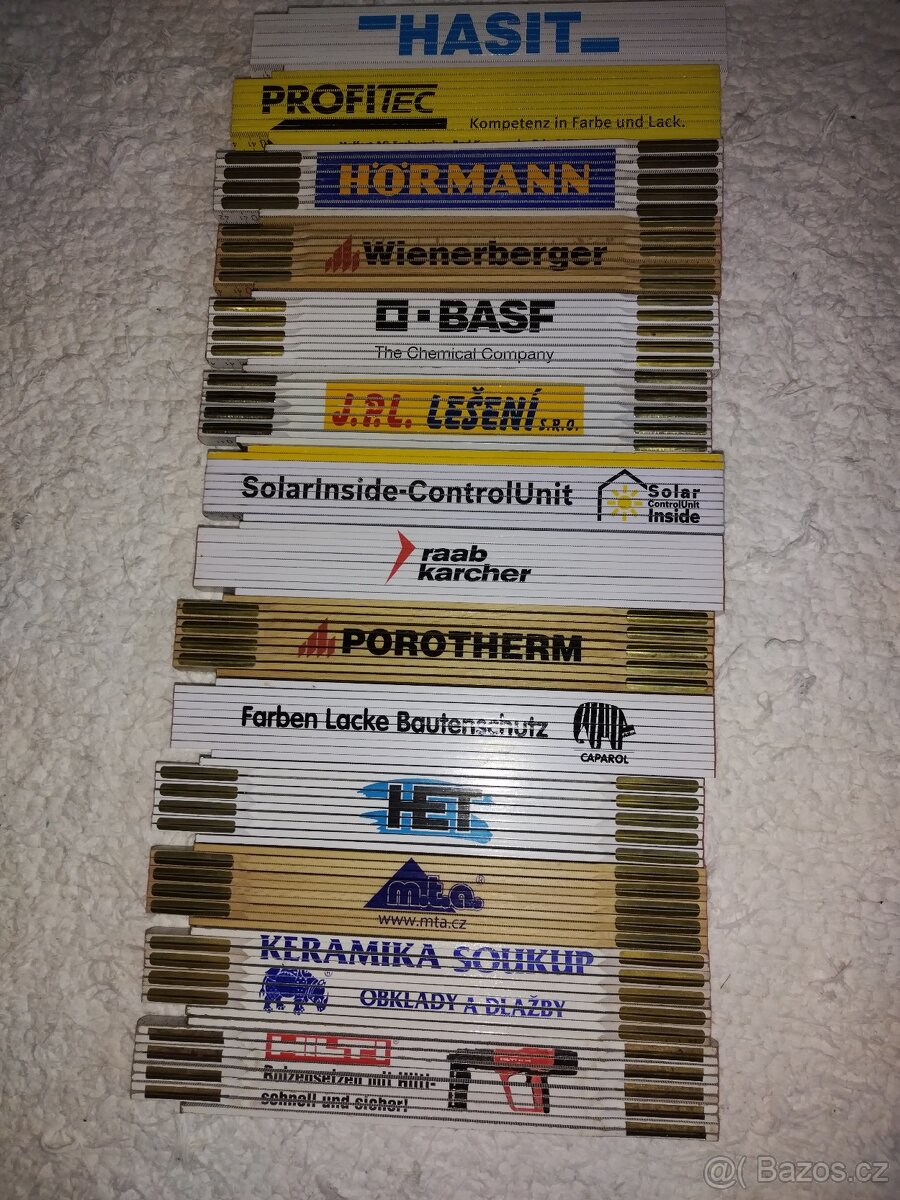 HASIT
PROFITEC
Kompetenz in Farbe und Lack.
HÖRMANN
Wienerberger
BASF
The Chemical Company
J.P.L. LEŠENÍ S.R.O.
SolarInside-ControlUnit
Solar
ControlUnit
Inside
raab
karcher
POROTHERM
Farben Lacke Bautenschutz
CAPAROL
HET
m.t.a.®
www.mta.cz
KERAMIKA SOUKUP
®
OBKLADY A DLAŽBY
HILTI
Bolzensetzen mit Hilti-
schnell und sicher!
@( Bazos.cz